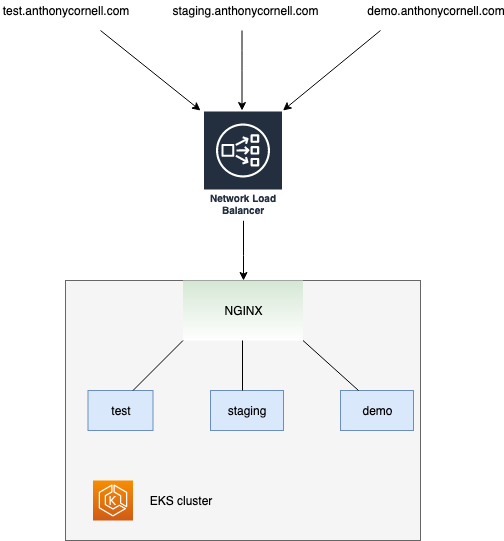 test.anthonycornell.com
staging.anthonycornell.com
demo.anthonycornell.com
Network Load
Balancer
NGINX
test
staging
demo
K
EKS cluster